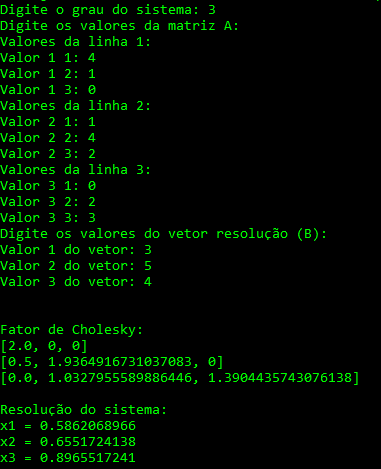 Digite o grau do sistema: 3
Digite os valores da matriz A:
Valores da linha 1:
Valor 1 1: 4
Valor 1 2: 1
Valor 1 3: 0
Valores da linha 2:
Valor 2 1: 1
Valor 2 2: 4
Valor 2 3: 2
Valores da linha 3:
Valor 3 1: 0
Valor 3 2: 2
Valor 3 3: 3
Digite os valores do vetor resolução (B):
Valor 1 do vetor: 3
Valor 2 do vetor: 5
Valor 3 do vetor: 4
Fator de Cholesky:
[2.0, 0, 0]
[0.5, 1.9364916731037083, 0]
[0.0, 1.0327955589886446, 1.3904435743076138]
Resolução do sistema:
x1 = 0.5862068966
x2 = 0.6551724138
x3 = 0.8965517241